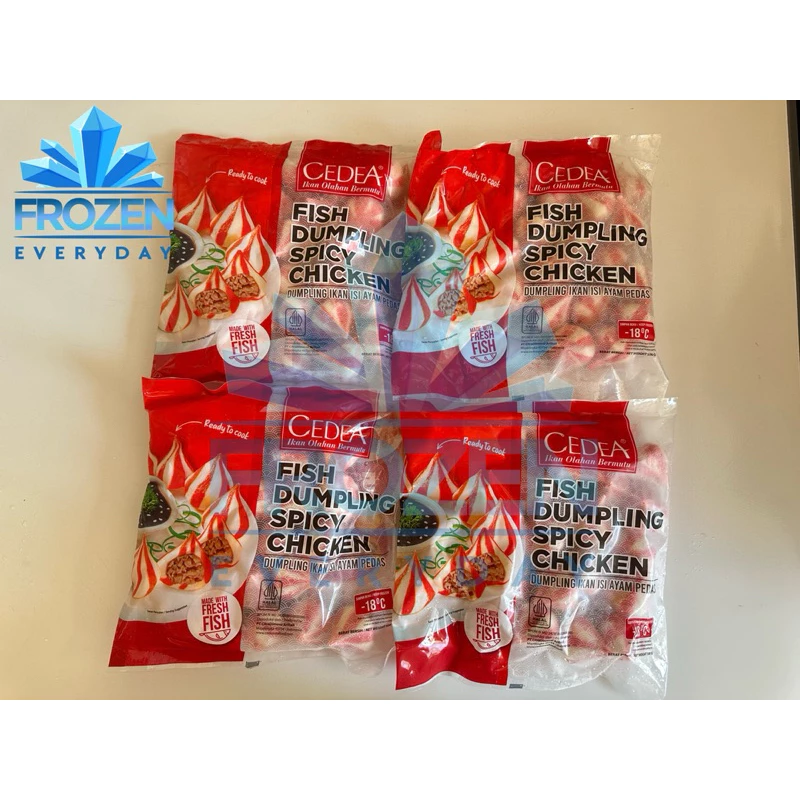 FROZEN
EVERYDAY
Ready To cook
CEDEA
Ikan Olahan Bermutu
FISH
DUMPLING
SPICY
CHICKEN
DUMPLING IKAN ISI AYAM PEDAS
MADE WITH
FRESH
FISH
Ready To cook
CEDEA®
Ikan Olahan Bermutu
FISH
DUMPLING
SPICY
CHICKEN
DUMPLING IKAN ISI AYAM PEDAS
MADE WITH
FRESH
FISH
-18°C
Ready To cook
CEDEA
Ikan Olahan Bermutu
FISH
DUMPLING
SPICY
CHICKEN
DUMPLING IKAN ISI AYAM PEDAS
MADE WITH
FRESH
FISH
-18°C
Ready To cook
CEDEA®
Ikan Olahan Bermutu
FISH
DUMPLING
SPICY
CHICKEN
DUMPLING IKAN ISI AYAM PEDAS
MADE WITH
FRESH
FISH
-18°C